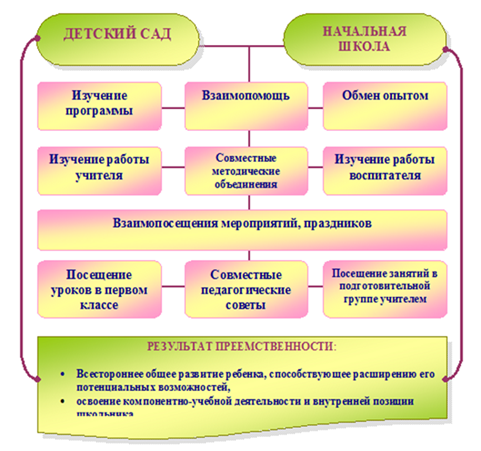 ДЕТСКИЙ САД
НАЧАЛЬНАЯ
ШКОЛА
Изучение
программы
Взаимопомощь
Обмен опытом
Изучение работы
учителя
Совместные
методические
объединения
Изучение работы
воспитателя
Взаимопосещения мероприятий, праздников
Посещение
уроков в первом
классе
Совместные
педагогические
советы
Посещение занятий в
подготовительной
группе учителем
РЕЗУЛЬТАТ ПРЕЕМСТВЕННОСТИ:
• Всестороннее общее развитие ребенка, способствующее расширению его
потенциальных возможностей,
• освоение компонентно-учебной деятельности и внутренней позиции
школьника